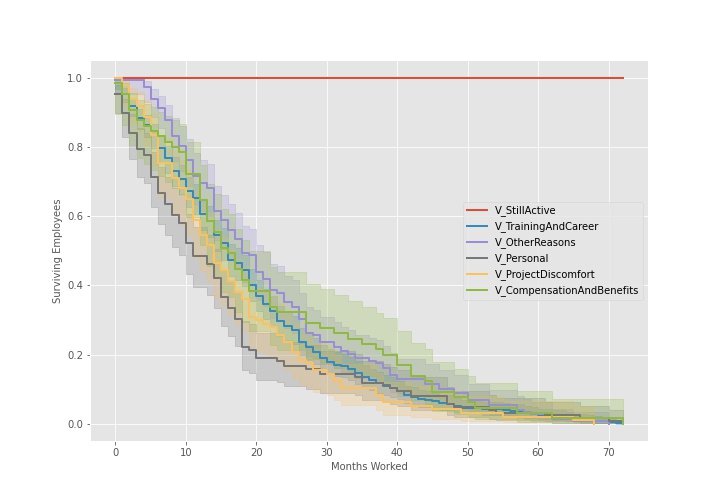 1.0
0.8
0.6
0.4
0.2
0.0
Surviving Employees
V_StillActive
V_TrainingAndCareer
V_OtherReasons
V_Personal
V_ProjectDiscomfort
V_CompensationAndBenefits
0 10 20 30 40 50 60 70
Months Worked